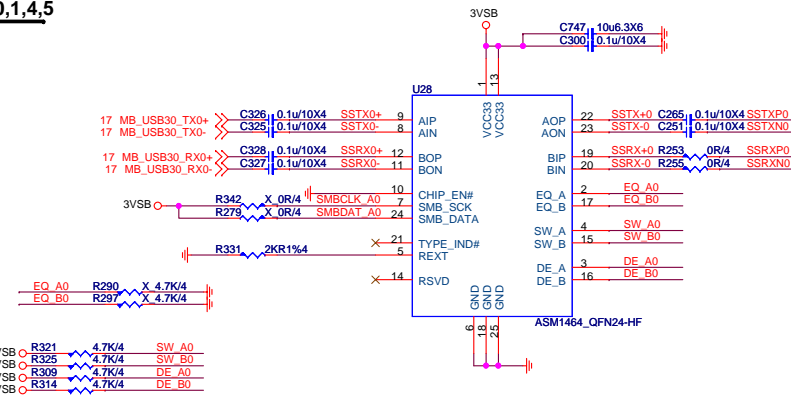 0,1,4,5
3VSB
C747 10u6.3X6
C300 0.1u/10X4
U28
1
13
VCC33
VCC33
17 MB_USB30_TX0+ C326 0.1u/10X4 SSTX0+ 9 AIP AOP 22 SSTX+0 C265 0.1u/10X4 SSTXP0
17 MB_USB30_TX0- C325 0.1u/10X4 SSTX0- 8 AIN AON 23 SSTX-0 C251 0.1u/10X4 SSTXN0
17 MB_USB30_RX0+ C328 0.1u/10X4 SSRX0+ 12 BOP BIP 19 SSRX+0 R253 0R/4 SSRXP0
17 MB_USB30_RX0- C327 0.1u/10X4 SSRX0- 11 BON BIN 20 SSRX-0 R255 0R/4 SSRXN0
10 CHIP_EN# EQ_A 2 EQ_A0
3VSB R342 X_0R/4 SMBCLK_A0 7 SMB_SCK EQ_B 17 EQ_B0
R279 X_0R/4 SMBDAT_A0 24 SMB_DATA
SW_A 4 SW_A0
21 TYPE_IND# SW_B 15 SW_B0
R331 2KR1%4 5 REXT
DE_A 3 DE_A0
14 RSVD DE_B 16 DE_B0
EQ_A0 R290 X_4.7K/4
EQ_B0 R297 X_4.7K/4
GND
GND
GND
6
18
25
ASM1464_QFN24-HF
VSB R321 4.7K/4 SW_A0
VSB R325 4.7K/4 SW_B0
VSB R309 4.7K/4 DE_A0
VSB R314 4.7K/4 DE_B0